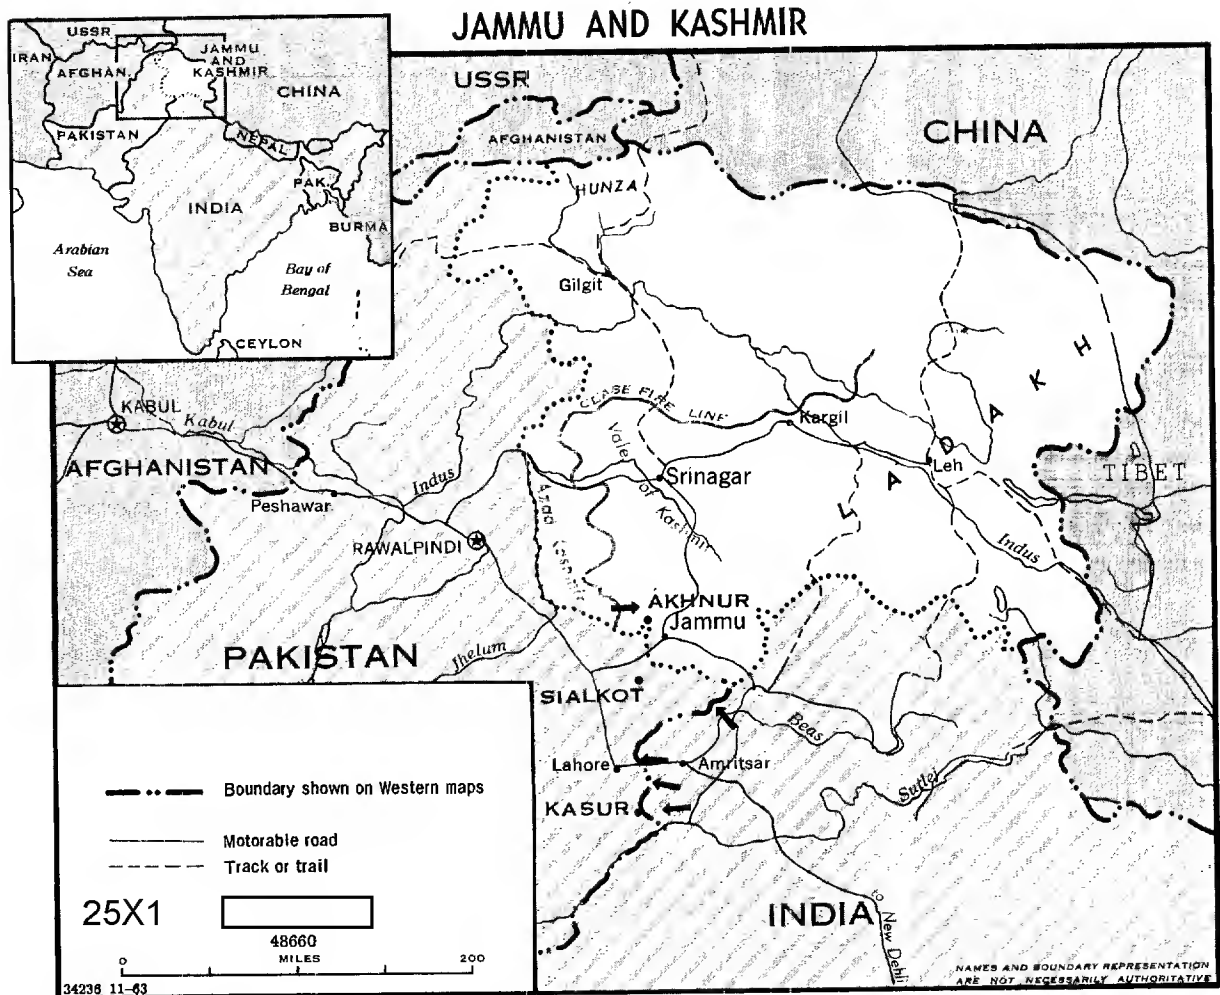 JAMMU AND KASHMIR
USSR
IRAN
AFGHAN.
JAMMU
AND
KASHMIR
CHINA
PAKISTAN
NEPAL
PAK.
INDIA
BURMA
Arabian
Sea
Bay of
Bengal
CEYLON
USSR
AFGHANISTAN
CHINA
HUNZA
Gilgit
CEASE FIRE LINE
Kargil
LADAKH
KABUL
Kabul
AFGHANISTAN
Indus
Peshawar
Vale of Kashmir
Srinagar
Leh
TIBET
Azad Kashmir
RAWALPINDI
Indus
AKHNUR
Jammu
PAKISTAN
Jhelum
SIALKOT
Beas
Lahore
Amritsar
Sutlej
KASUR
INDIA
to New Dehli
Boundary shown on Western maps
Motorable road
Track or trail
25X1
48660
MILES
0 200
34236 11-63
NAMES AND BOUNDARY REPRESENTATION
ARE NOT NECESSARILY AUTHORITATIVE